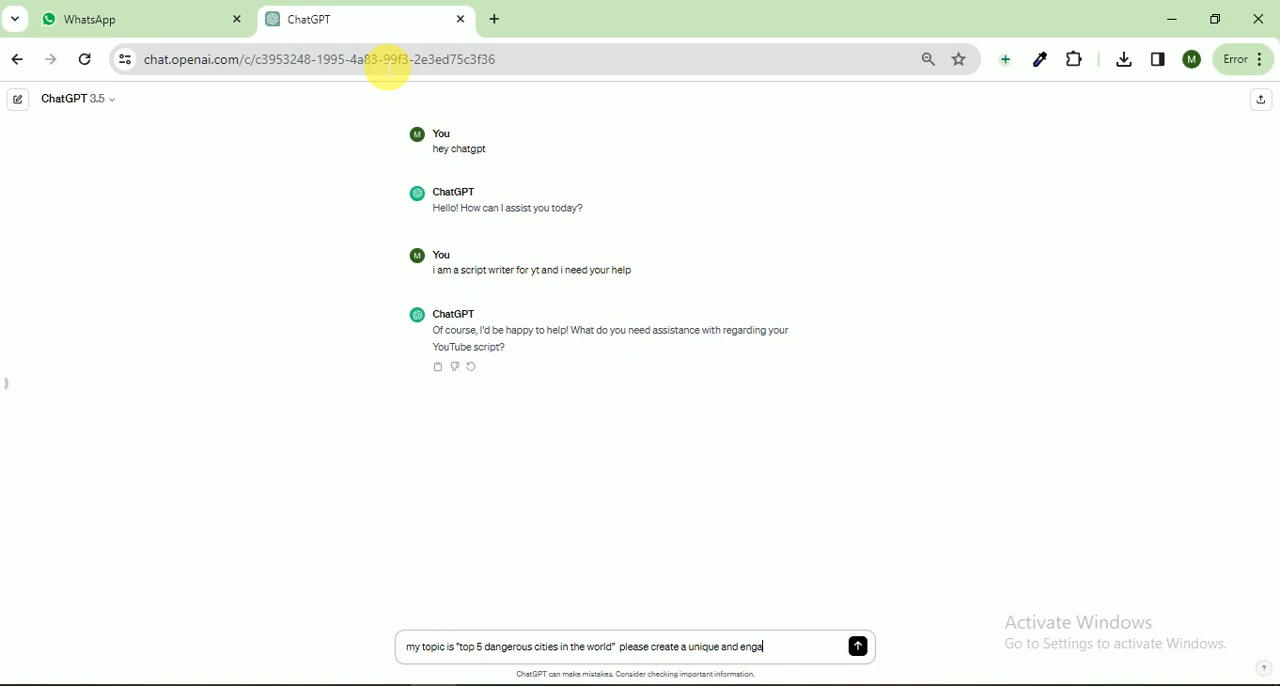 WhatsApp
ChatGPT
chat.openai.com/c/c3953248-1995-4a83-99f3-2e3ed75c3f36
M
Error
ChatGPT 3.5
M You
hey chatgpt
ChatGPT
Hello! How can I assist you today?
M You
i am a script writer for yt and i need your help
ChatGPT
Of course, I'd be happy to help! What do you need assistance with regarding your
YouTube script?
my topic is "top 5 dangerous cities in the world" please create a unique and enga
ChatGPT can make mistakes. Consider checking important information.
Activate Windows
Go to Settings to activate Windows.
?